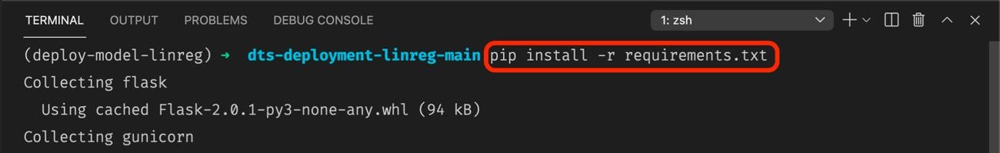 TERMINAL OUTPUT PROBLEMS DEBUG CONSOLE 1: zsh
(deploy-model-linreg) ➜ dts-deployment-linreg-main pip install -r requirements.txt
Collecting flask
Using cached Flask-2.0.1-py3-none-any.whl (94 kB)
Collecting gunicorn